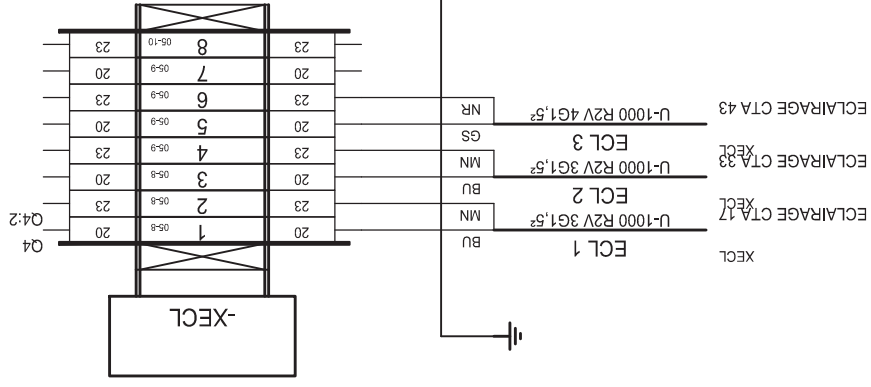 -XECL
XECL ECL 1 BU 20 1 05-8 20 Q4
ECLAIRAGE CTA 17 U-1000 R2V 3G1,5² MN 23 2 05-8 23 Q4:2
XECL ECL 2 BU 20 3 05-8 20
ECLAIRAGE CTA 33 U-1000 R2V 3G1,5² MN 23 4 05-9 23
XECL ECL 3 GS 20 5 05-9 20
ECLAIRAGE CTA 43 U-1000 R2V 4G1,5² NR 23 6 05-9 23
20 7 05-9 20
23 8 05-10 23